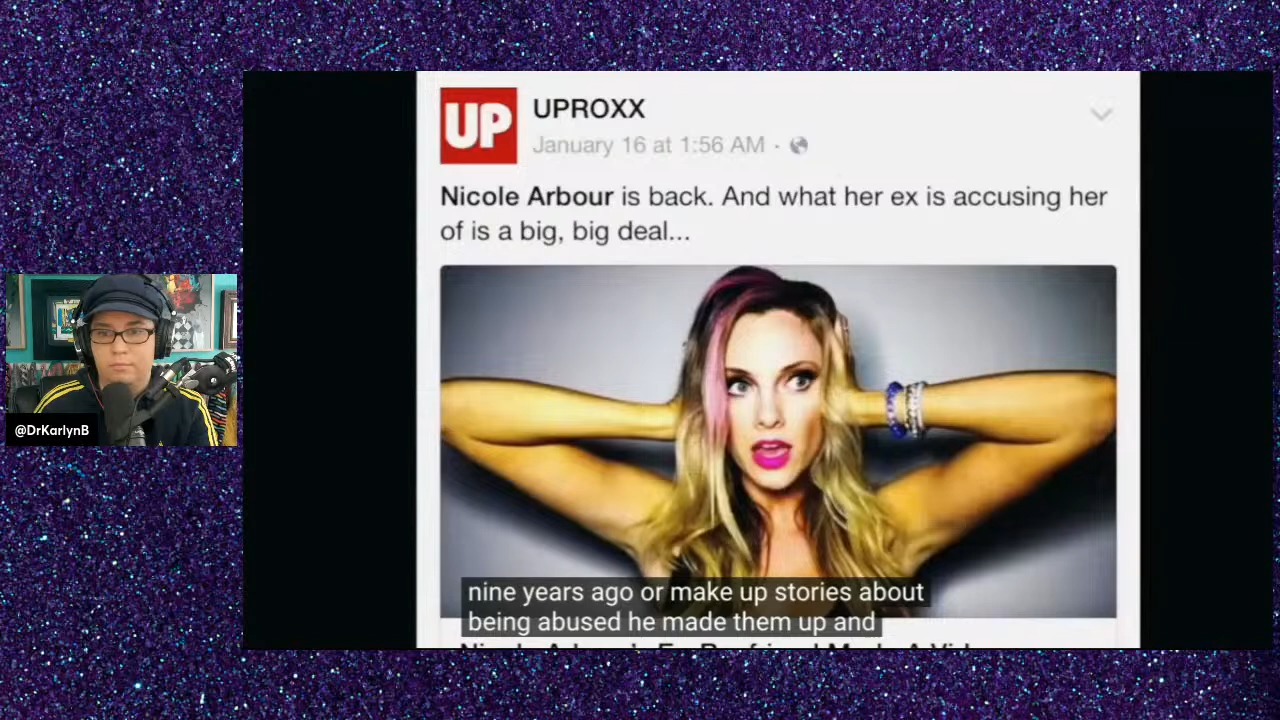 UP
UPROXX
January 16 at 1:56 AM ·
Nicole Arbour is back. And what her ex is accusing her
of is a big, big deal...
@DrKarlynB
nine years ago or make up stories about
being abused he made them up and